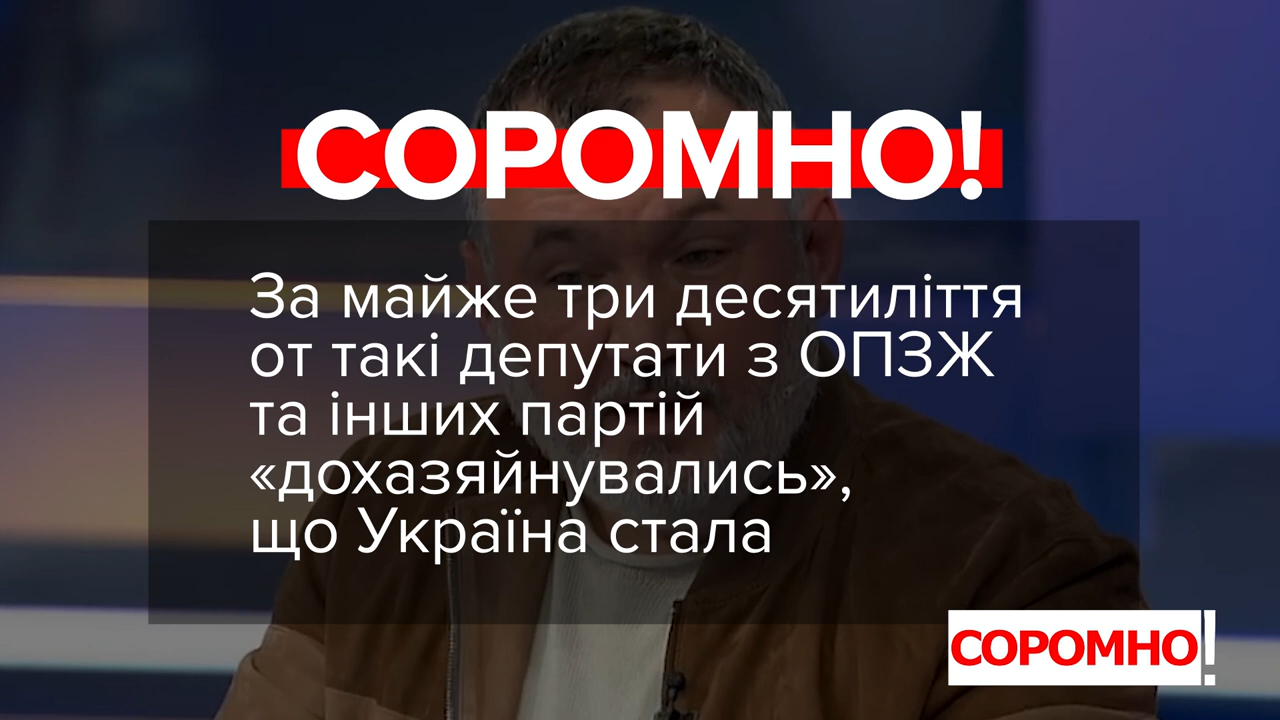 СОРОМНО!
За майже три десятиліття
от такі депутати з ОПЗЖ
та інших партій
«дохазяйнувались»,
що Україна стала
СОРОМНО!